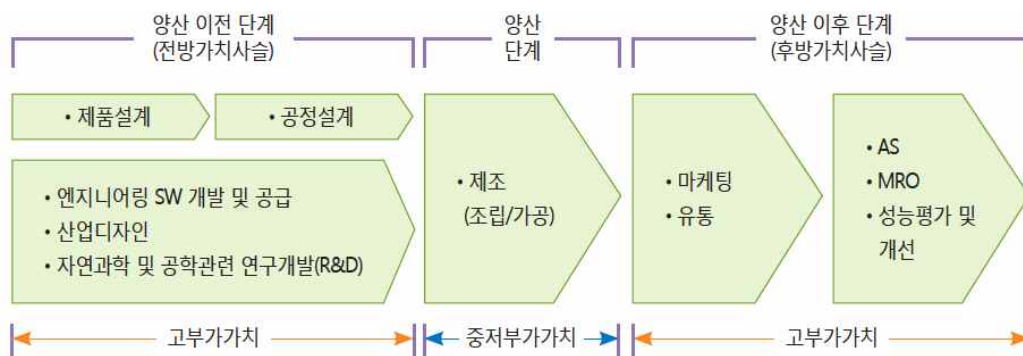 양산 이전 단계
(전방가치사슬)
양산
단계
양산 이후 단계
(후방가치사슬)
• 제품설계
• 공정설계
• 엔지니어링 SW 개발 및 공급
• 산업디자인
• 자연과학 및 공학관련 연구개발(R&D)
• 제조
(조립/가공)
• 마케팅
• 유통
• AS
• MRO
• 성능평가 및
개선
고부가가치
중저부가가치
고부가가치